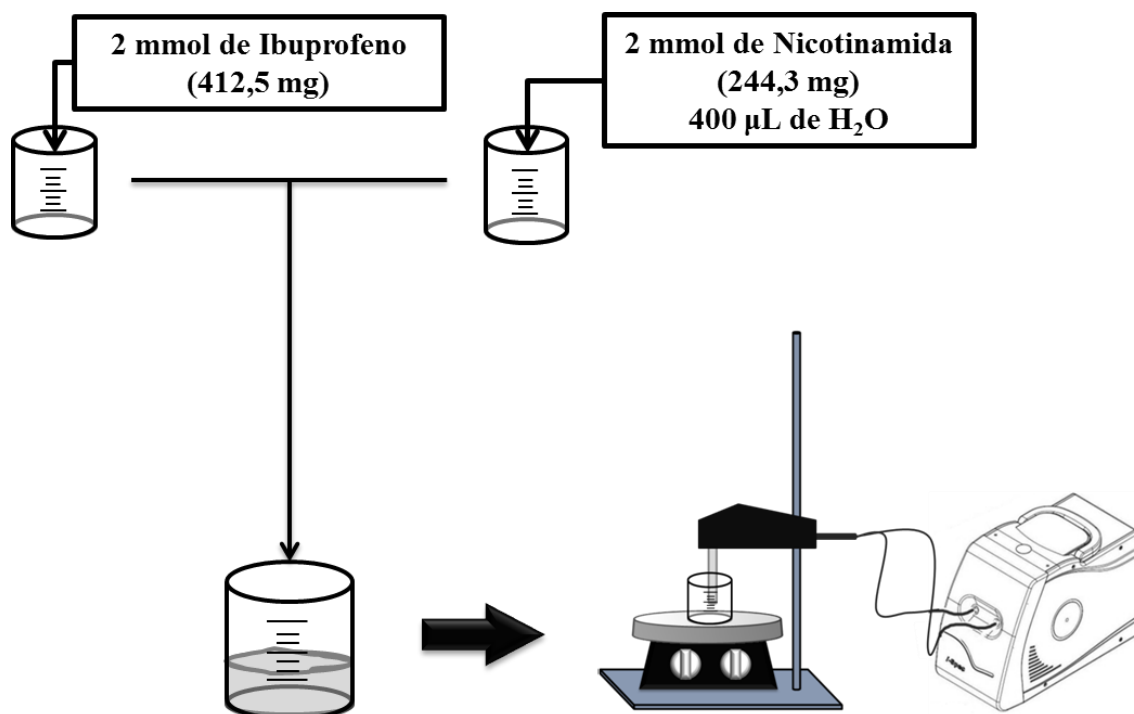 2 mmol de Ibuprofeno
(412,5 mg)
2 mmol de Nicotinamida
(244,3 mg)
400 µL de H₂O